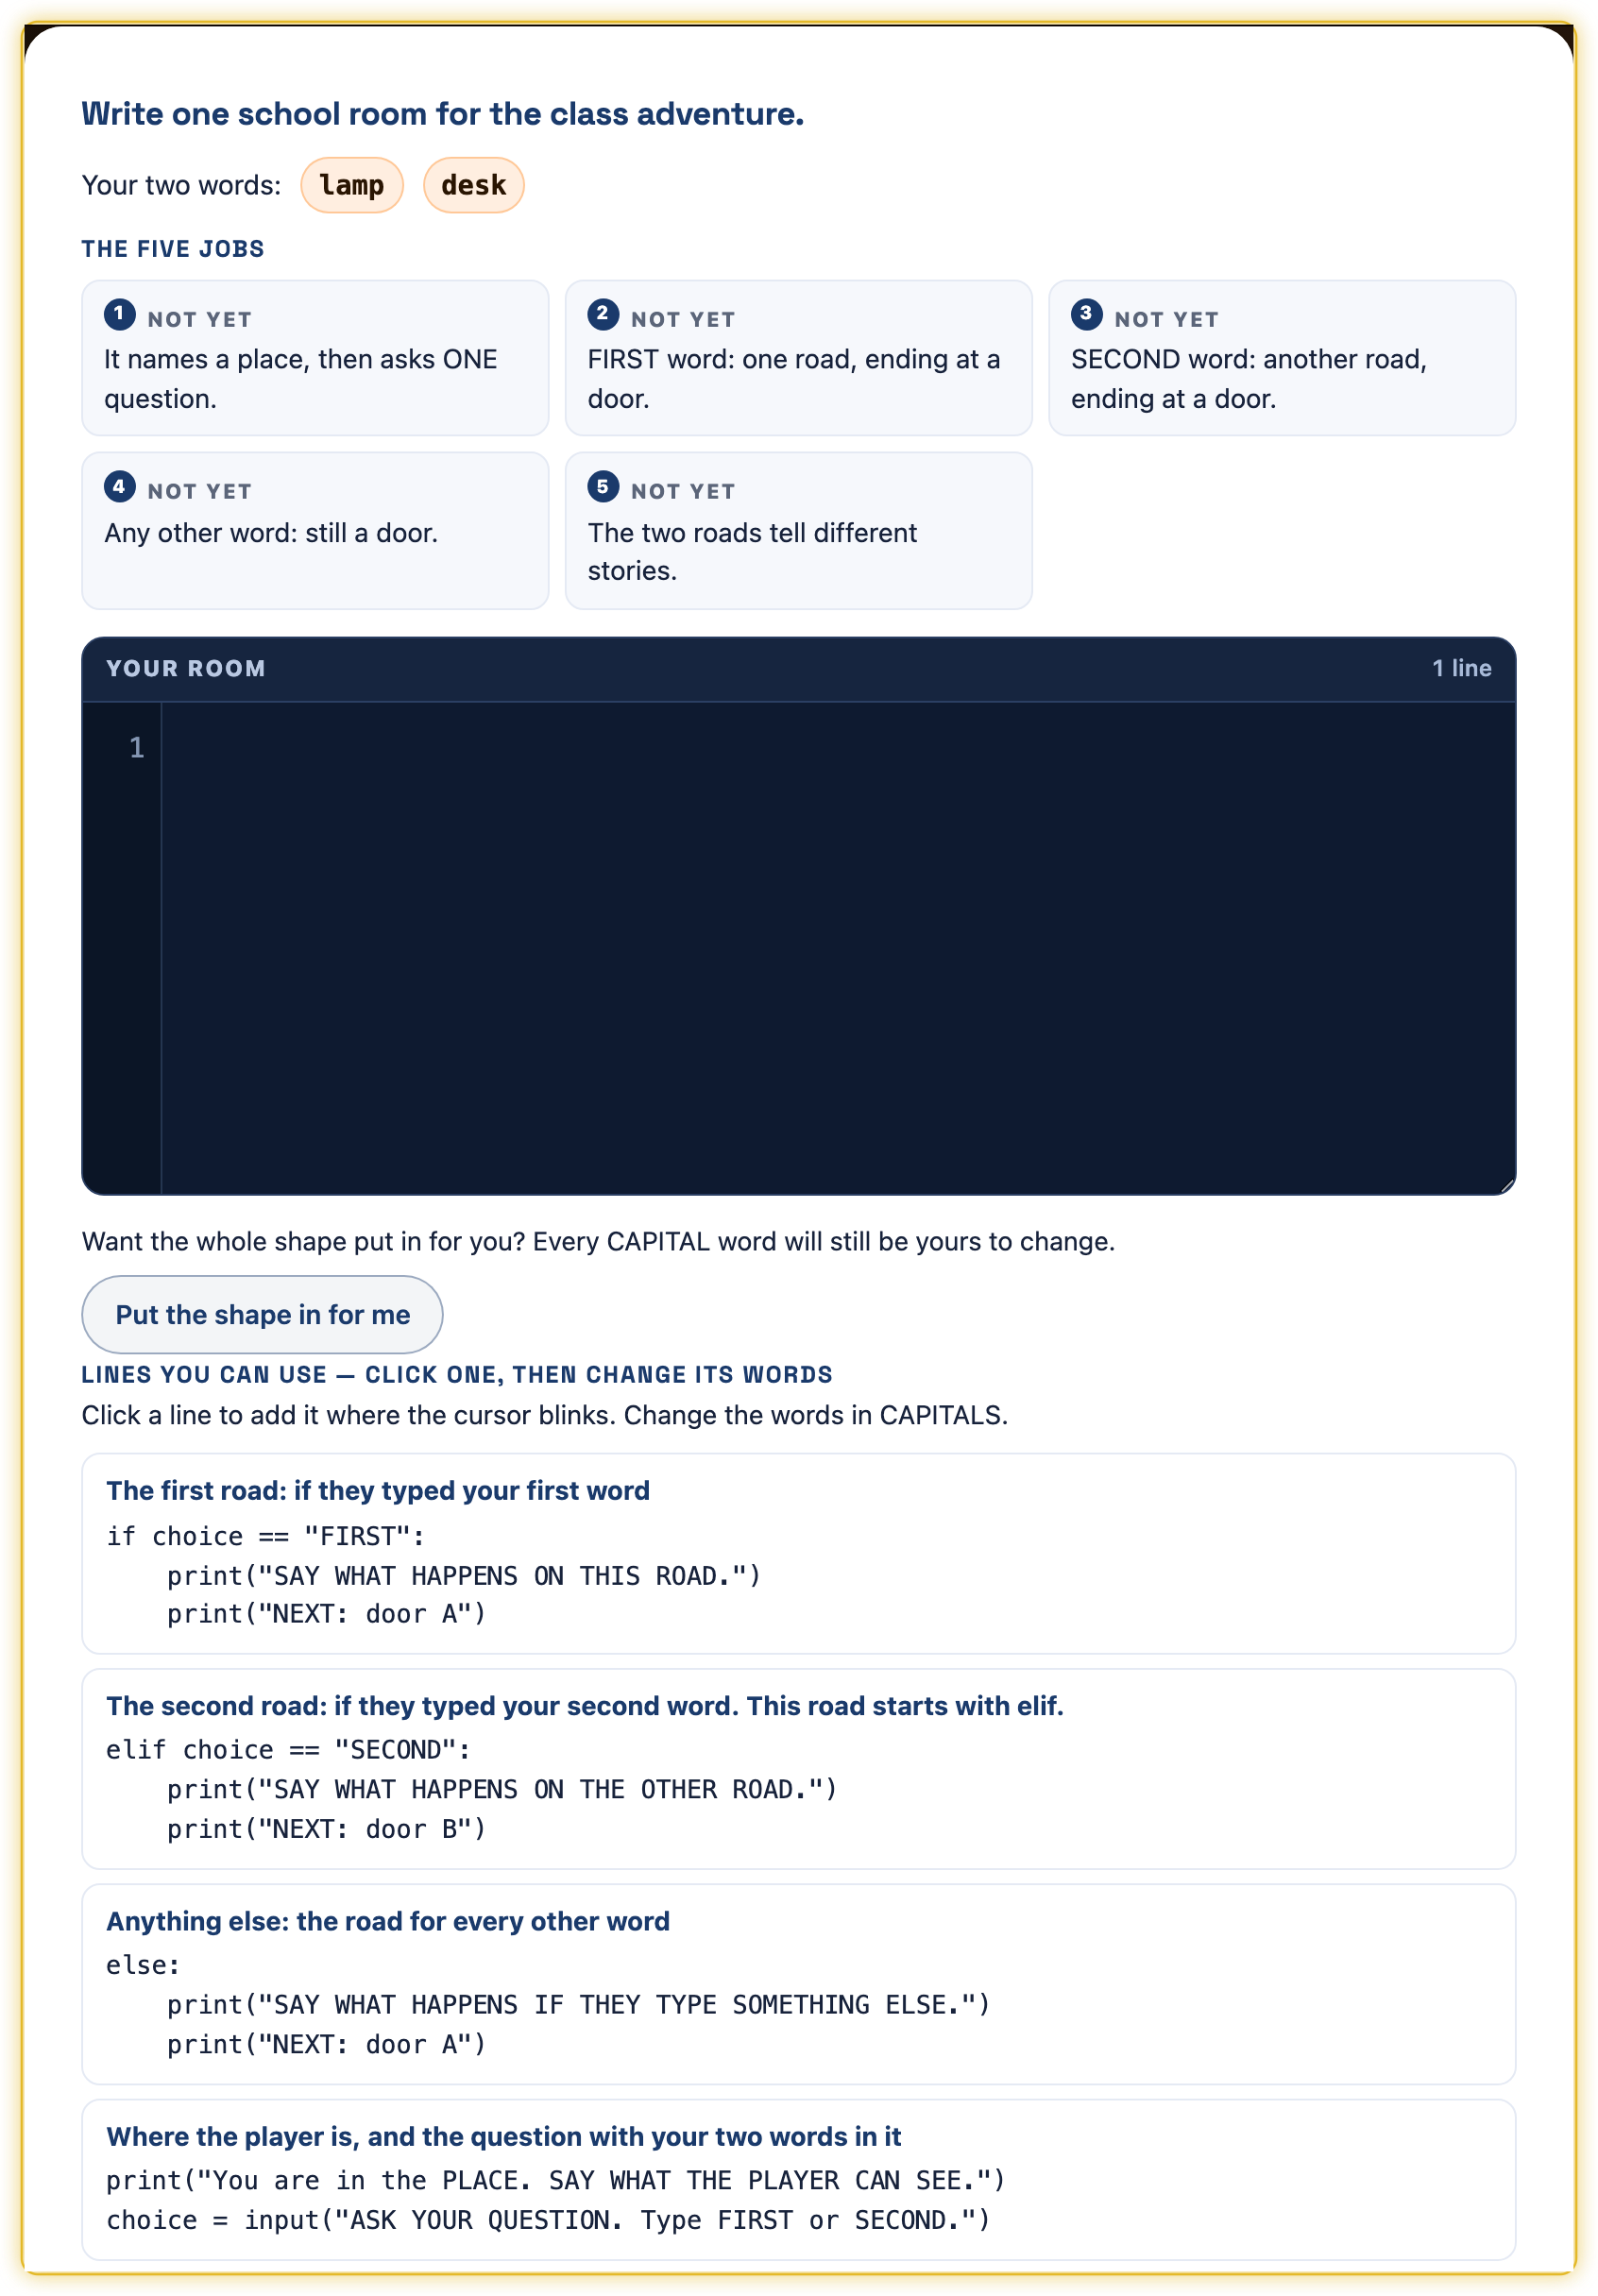 Write one school room for the class adventure.
Your two words: lamp desk
THE FIVE JOBS
1 NOT YET
It names a place, then asks ONE
question.
2 NOT YET
FIRST word: one road, ending at a
door.
3 NOT YET
SECOND word: another road,
ending at a door.
4 NOT YET
Any other word: still a door.
5 NOT YET
The two roads tell different
stories.
YOUR ROOM 1 line
1
Want the whole shape put in for you? Every CAPITAL word will still be yours to change.
Put the shape in for me
LINES YOU CAN USE — CLICK ONE, THEN CHANGE ITS WORDS
Click a line to add it where the cursor blinks. Change the words in CAPITALS.
The first road: if they typed your first word
if choice == "FIRST":
    print("SAY WHAT HAPPENS ON THIS ROAD.")
    print("NEXT: door A")
The second road: if they typed your second word. This road starts with elif.
elif choice == "SECOND":
    print("SAY WHAT HAPPENS ON THE OTHER ROAD.")
    print("NEXT: door B")
Anything else: the road for every other word
else:
    print("SAY WHAT HAPPENS IF THEY TYPE SOMETHING ELSE.")
    print("NEXT: door A")
Where the player is, and the question with your two words in it
print("You are in the PLACE. SAY WHAT THE PLAYER CAN SEE.")
choice = input("ASK YOUR QUESTION. Type FIRST or SECOND.")